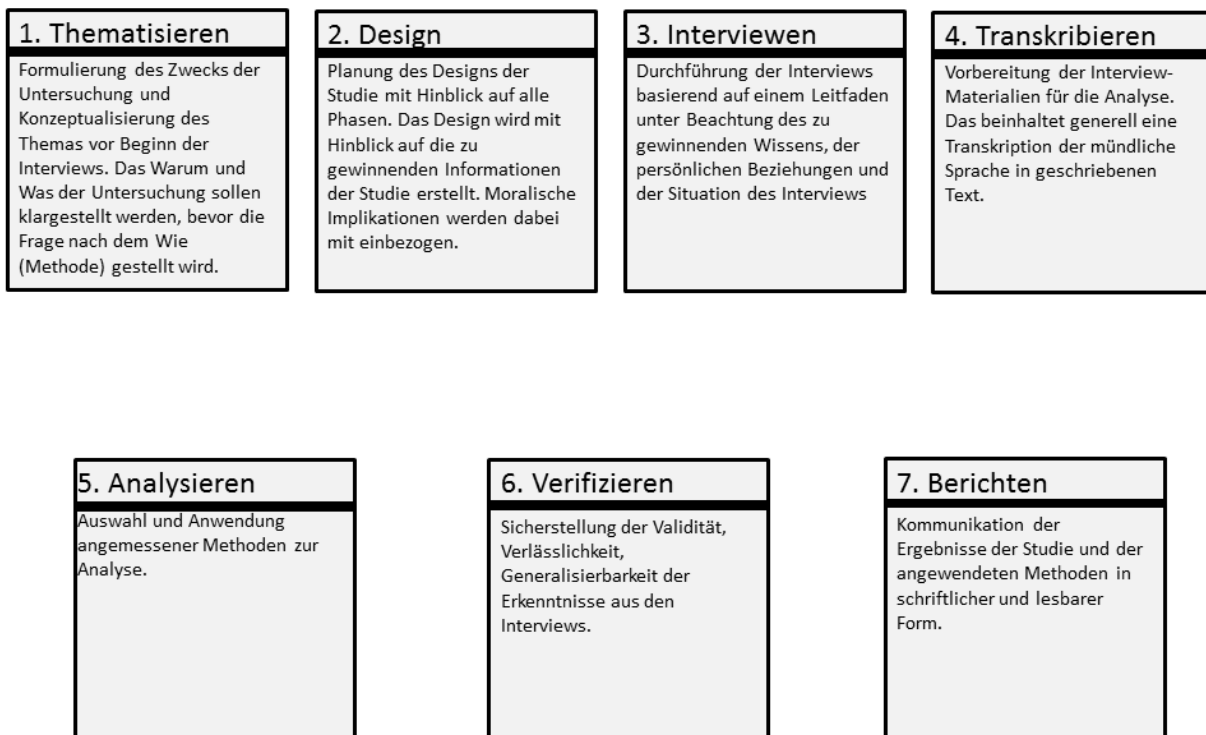 1. Thematisieren
Formulierung des Zwecks der
Untersuchung und
Konzeptualisierung des
Themas vor Beginn der
Interviews. Das Warum und
Was der Untersuchung sollen
klargestellt werden, bevor die
Frage nach dem Wie
(Methode) gestellt wird.
2. Design
Planung des Designs der
Studie mit Hinblick auf alle
Phasen. Das Design wird mit
Hinblick auf die zu
gewinnenden Informationen
der Studie erstellt. Moralische
Implikationen werden dabei
mit einbezogen.
3. Interviewen
Durchführung der Interviews
basierend auf einem Leitfaden
unter Beachtung des zu
gewinnenden Wissens, der
persönlichen Beziehungen und
der Situation des Interviews
4. Transkribieren
Vorbereitung der Interview-
Materialien für die Analyse.
Das beinhaltet generell eine
Transkription der mündliche
Sprache in geschriebenen
Text.
5. Analysieren
Auswahl und Anwendung
angemessener Methoden zur
Analyse.
6. Verifizieren
Sicherstellung der Validität,
Verlässlichkeit,
Generalisierbarkeit der
Erkenntnisse aus den
Interviews.
7. Berichten
Kommunikation der
Ergebnisse der Studie und der
angewendeten Methoden in
schriftlicher und lesbarer
Form.